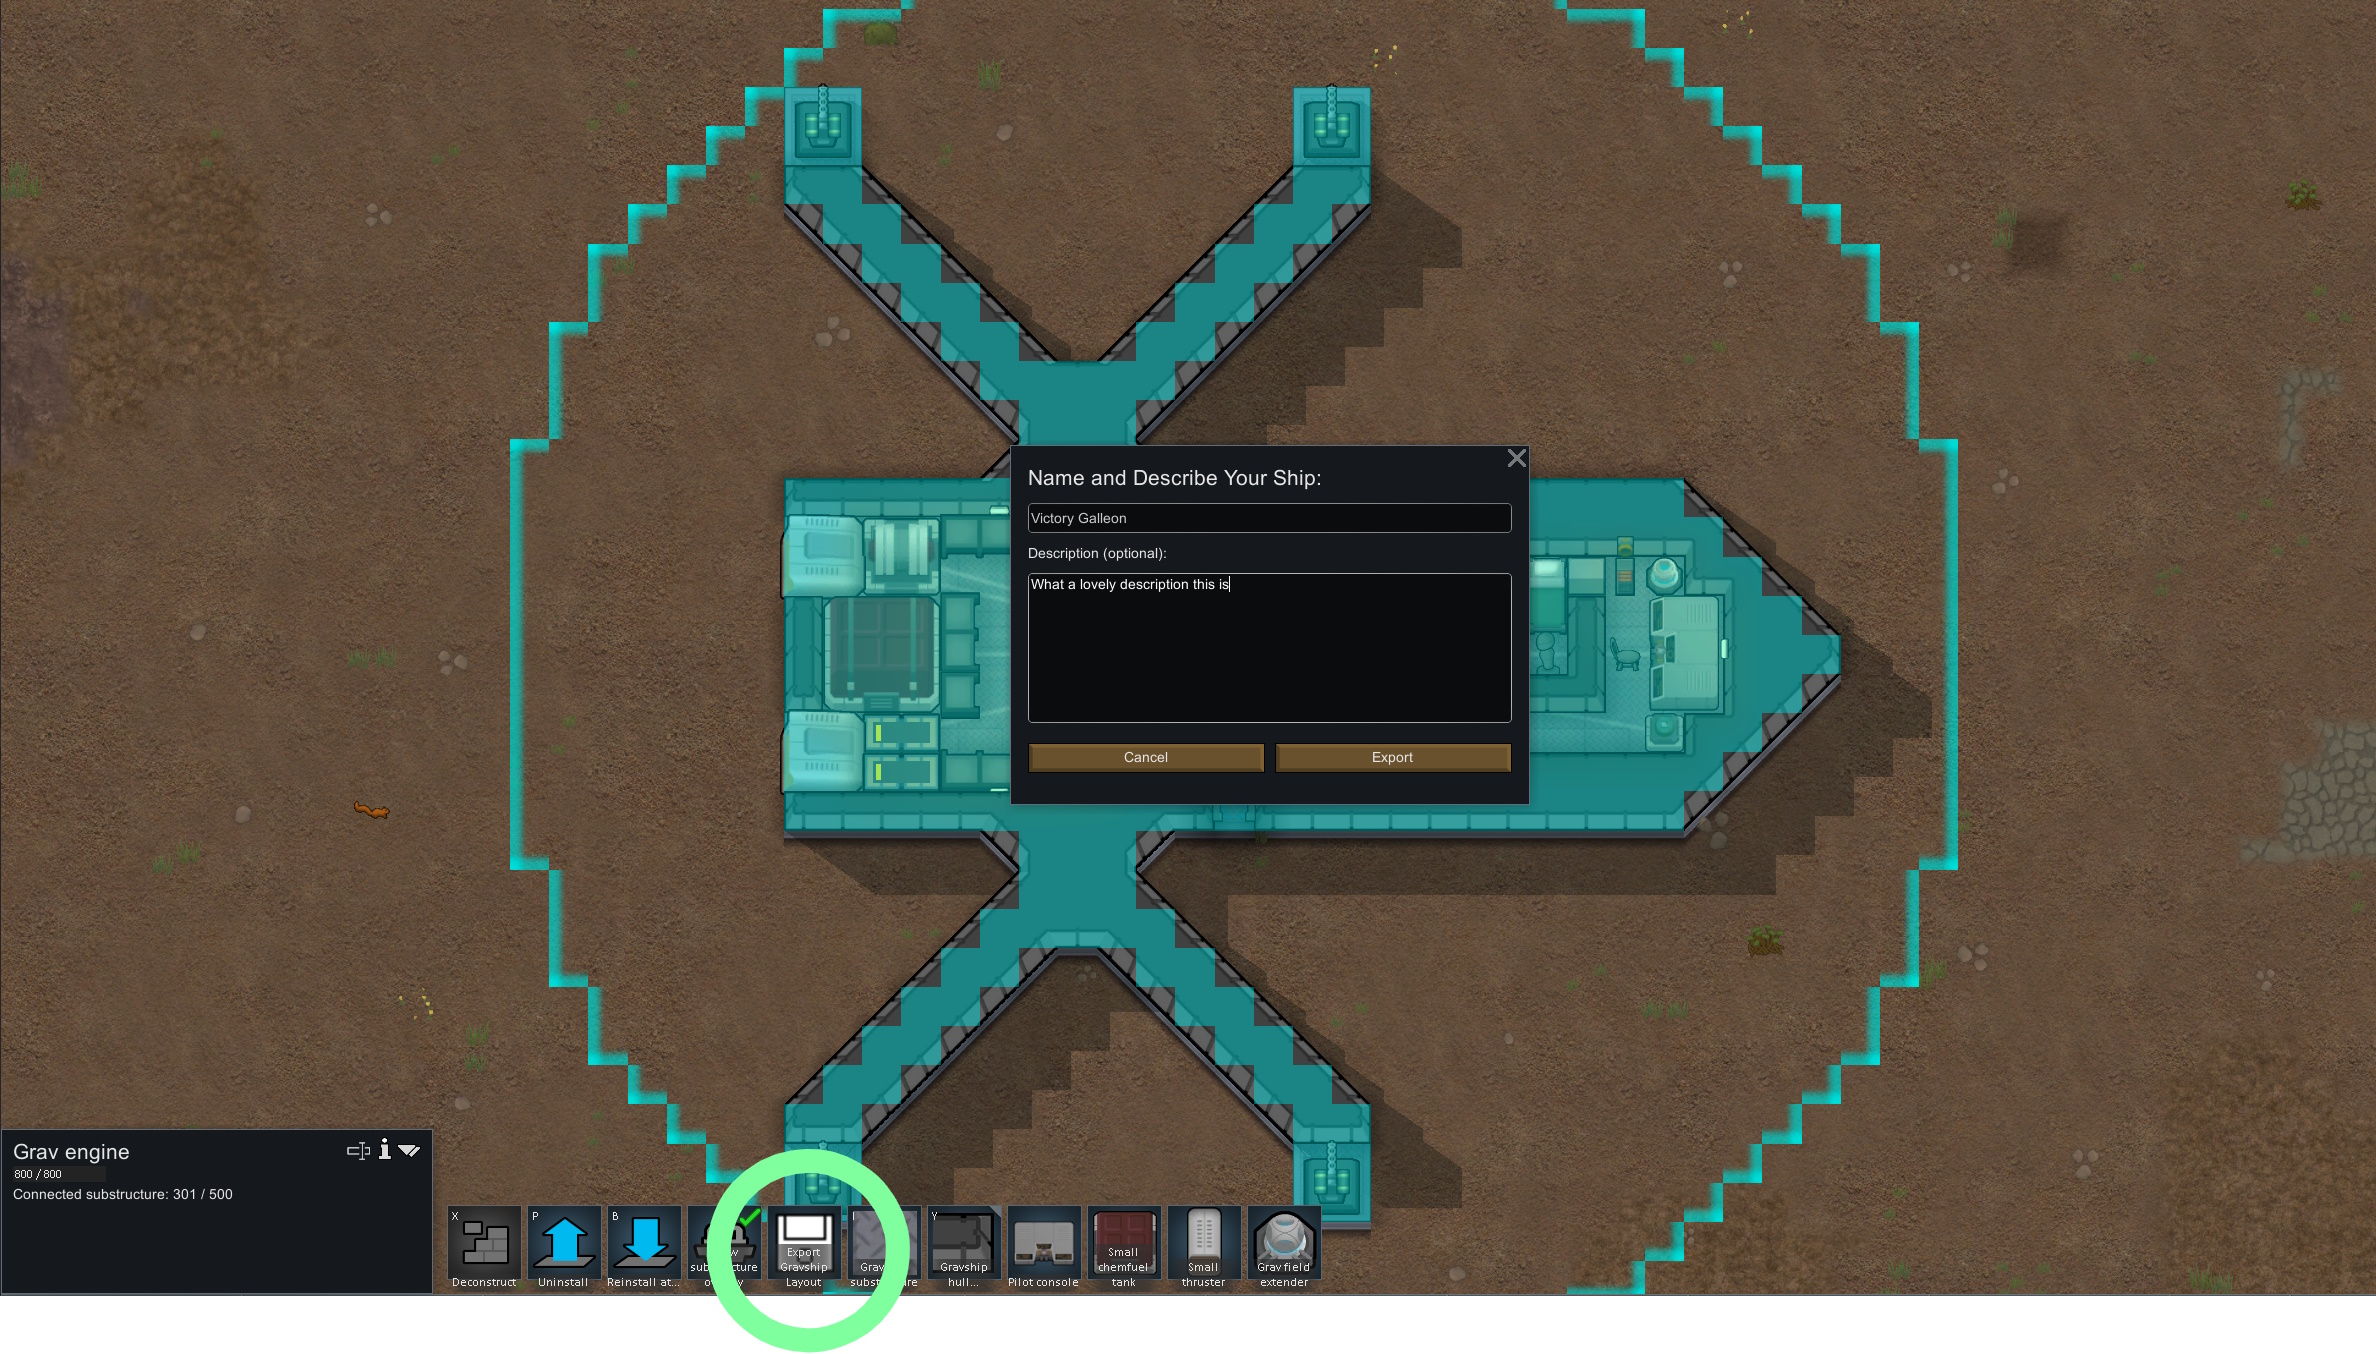 Name and Describe Your Ship:
Victory Galleon
Description (optional):
What a lovely description this is
Cancel
Export
Grav engine
800 / 800
Connected substructure: 301 / 500
X
Deconstruct
P
Uninstall
B
Reinstall at...
Export
Gravship
Layout
Y
Gravship
hull...
Pilot console
Small
chemfuel
tank
Small
thruster
Grav field
extender